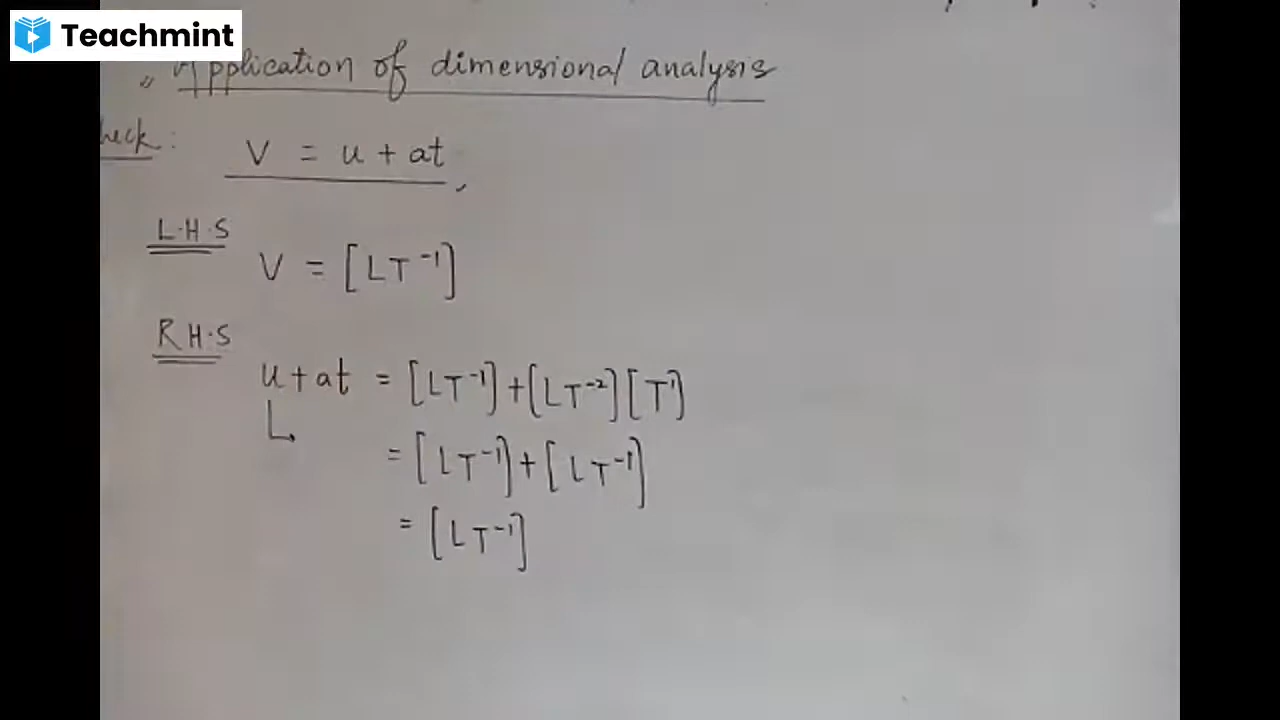 Teachmint
Application of dimensional analysis
heck:
V = u + at
L.H.S
V = [LT⁻¹]
R H.S
u + at = [LT⁻¹] + [LT⁻²] [T¹]
= [LT⁻¹] + [LT⁻¹]
= [LT⁻¹]